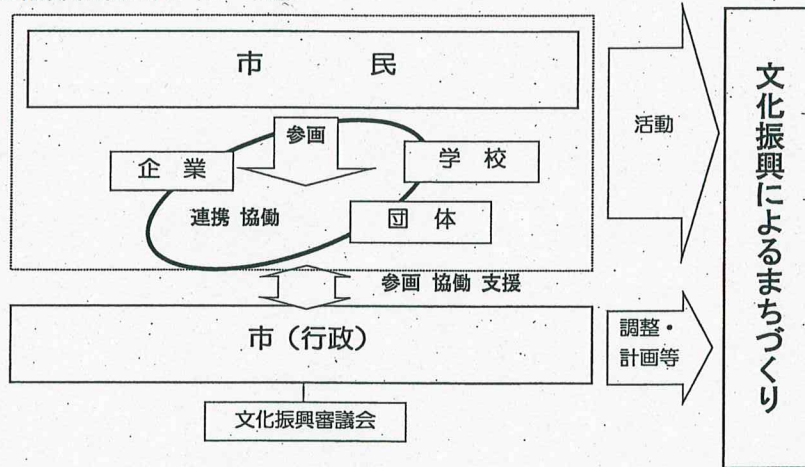 市　　　民
参画
企　業
学　校
連携 協働
団　体
参画 協働 支援
市（行政）
文化振興審議会
活動
調整・
計画等
文化振興によるまちづくり